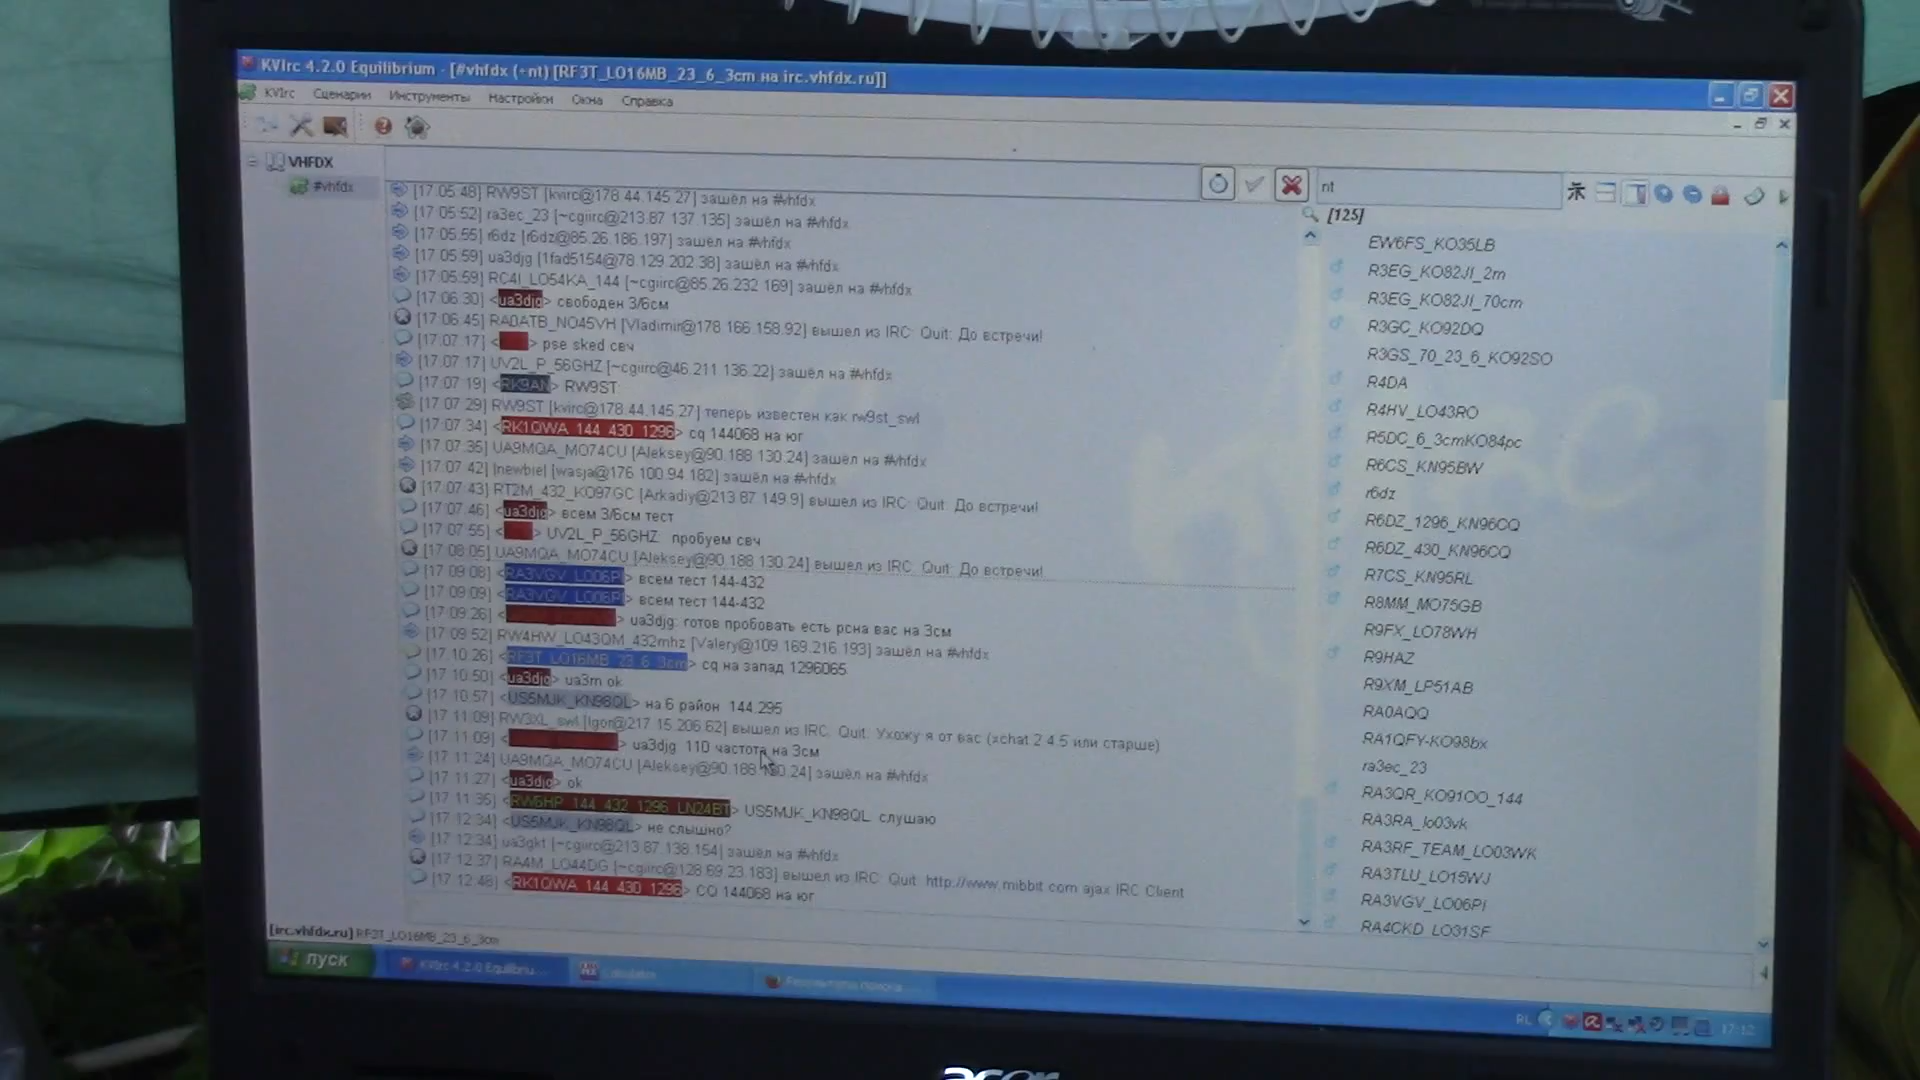 KVIrc 4.2.0 Equilibrium - [#vhfdx (+nt) [RF3T_LO16MB_23_6_3cm на irc.vhfdx.ru]]
KVIrc Сценарии Инструменты Настройки Окна Справка
VHFDX
#vhfdx
nt
[125]
[17:05:48] RW9ST [kvirc@178.44.145.27] зашёл на #vhfdx
[17:05:52] ra3ec_23 [~cgiirc@213.87.137.135] зашёл на #vhfdx
[17:05:55] r6dz [r6dz@85.26.186.197] зашёл на #vhfdx
[17:05:59] ua3djg [1fad5154@78.129.202.38] зашёл на #vhfdx
[17:05:59] RC4I_LO54KA_144 [~cgiirc@85.26.232.169] зашёл на #vhfdx
[17:06:30] <ua3djg> свободен 3/6см
[17:06:45] RA0ATB_NO45VH [Vladimir@178.166.158.92] вышел из IRC: Quit: До встречи!
[17:07:17] < > pse sked свч
[17:07:17] UV2L_P_56GHZ [~cgiirc@46.211.136.22] зашёл на #vhfdx
[17:07:19] <RK9AN> RW9ST:
[17:07:29] RW9ST [kvirc@178.44.145.27] теперь известен как rw9st_swl
[17:07:34] <RK1QWA_144_430_1296> cq 144068 на юг
[17:07:35] UA9MQA_MO74CU [Aleksey@90.188.130.24] зашёл на #vhfdx
[17:07:42] |newbie| [wasja@176.100.94.182] зашёл на #vhfdx
[17:07:43] RT2M_432_KO97GC [Arkadiy@213.87.149.9] вышел из IRC: Quit: До встречи!
[17:07:46] <ua3djg> всем 3/6см тест
[17:07:55] < > UV2L_P_56GHZ: пробуем свч
[17:08:05] UA9MQA_MO74CU [Aleksey@90.188.130.24] вышел из IRC: Quit: До встречи!
[17:09:08] <RA3VGV_LO06PI> всем тест 144-432
[17:09:09] <RA3VGV_LO06PI> всем тест 144-432
[17:09:26] < > ua3djg: готов пробовать есть рсна вас на 3см
[17:09:52] RW4HW_LO43OM_432mhz [Valery@109.169.216.193] зашёл на #vhfdx
[17:10:26] <RF3T_LO16MB_23_6_3cm> cq на запад 1296065
[17:10:50] <ua3djg> ua3m ok
[17:10:57] <US5MJK_KN98QL> на 6 район 144.295
[17:11:09] RW3XL_swl [Igor@217.15.206.62] вышел из IRC: Quit: Ухожу я от вас (xchat 2.4.5 или старше)
[17:11:09] < > ua3djg: 110 частота на 3см
[17:11:24] UA9MQA_MO74CU [Aleksey@90.188.130.24] зашёл на #vhfdx
[17:11:27] <ua3djg> ok
[17:11:35] <RW6HP_144_432_1296_LN24BT> US5MJK_KN98QL: слушаю
[17:12:34] <US5MJK_KN98QL> не слышно?
[17:12:34] ua3gkt [~cgiirc@213.87.138.154] зашёл на #vhfdx
[17:12:37] RA4M_LO44DG [~cgiirc@128.69.23.183] вышел из IRC: Quit: http://www.mibbit.com ajax IRC Client
[17:12:46] <RK1QWA_144_430_1296> CQ 144068 на юг
EW6FS_KO35LB
R3EG_KO82JI_2m
R3EG_KO82JI_70cm
R3GC_KO92DQ
R3GS_70_23_6_KO92SO
R4DA
R4HV_LO43RO
R5DC_6_3cmKO84pc
R6CS_KN95BW
r6dz
R6DZ_1296_KN96CQ
R6DZ_430_KN96CQ
R7CS_KN95RL
R8MM_MO75GB
R9FX_LO78WH
R9HAZ
R9XM_LP51AB
RA0AQQ
RA1QFY-KO98bx
ra3ec_23
RA3QR_KO91OO_144
RA3RA_lo03vk
RA3RF_TEAM_LO03WK
RA3TLU_LO15WJ
RA3VGV_LO06PI
RA4CKD_LO31SF
[irc.vhfdx.ru] RF3T_LO16MB_23_6_3cm
пуск KVIrc 4.2.0 Equilibriu... Результаты поиска ...
RL 17:12
acer